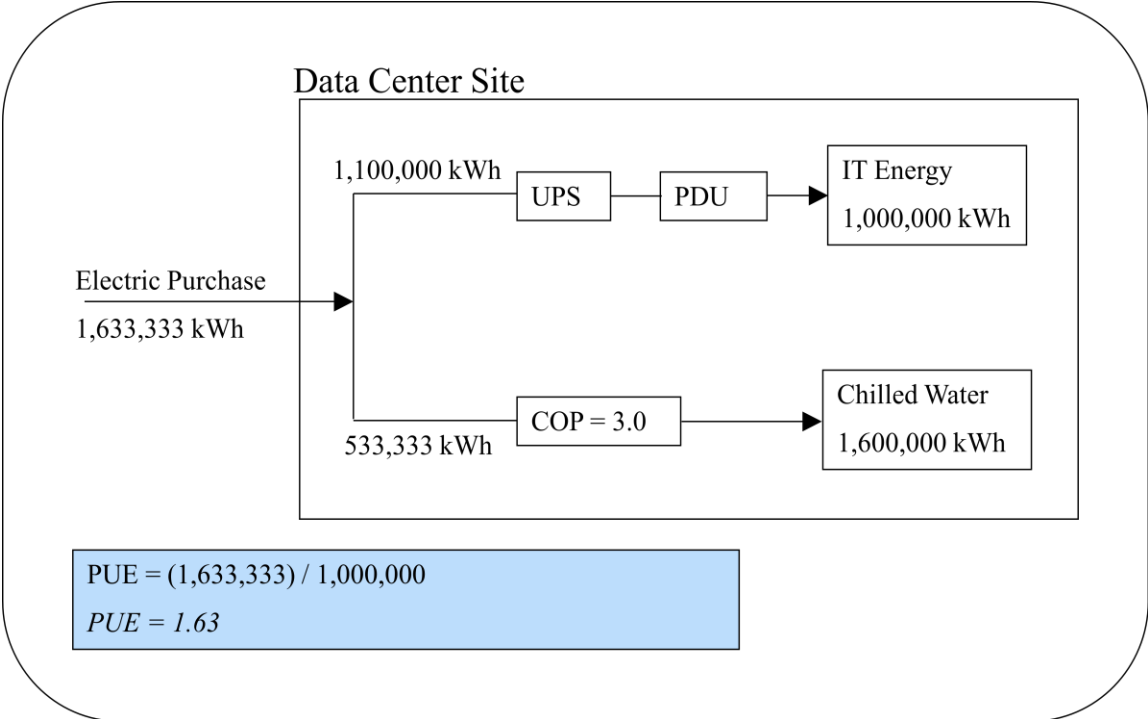 Data Center Site
1,100,000 kWh
UPS
PDU
IT Energy
1,000,000 kWh
Electric Purchase
1,633,333 kWh
533,333 kWh
COP = 3.0
Chilled Water
1,600,000 kWh
PUE = (1,633,333) / 1,000,000
PUE = 1.63